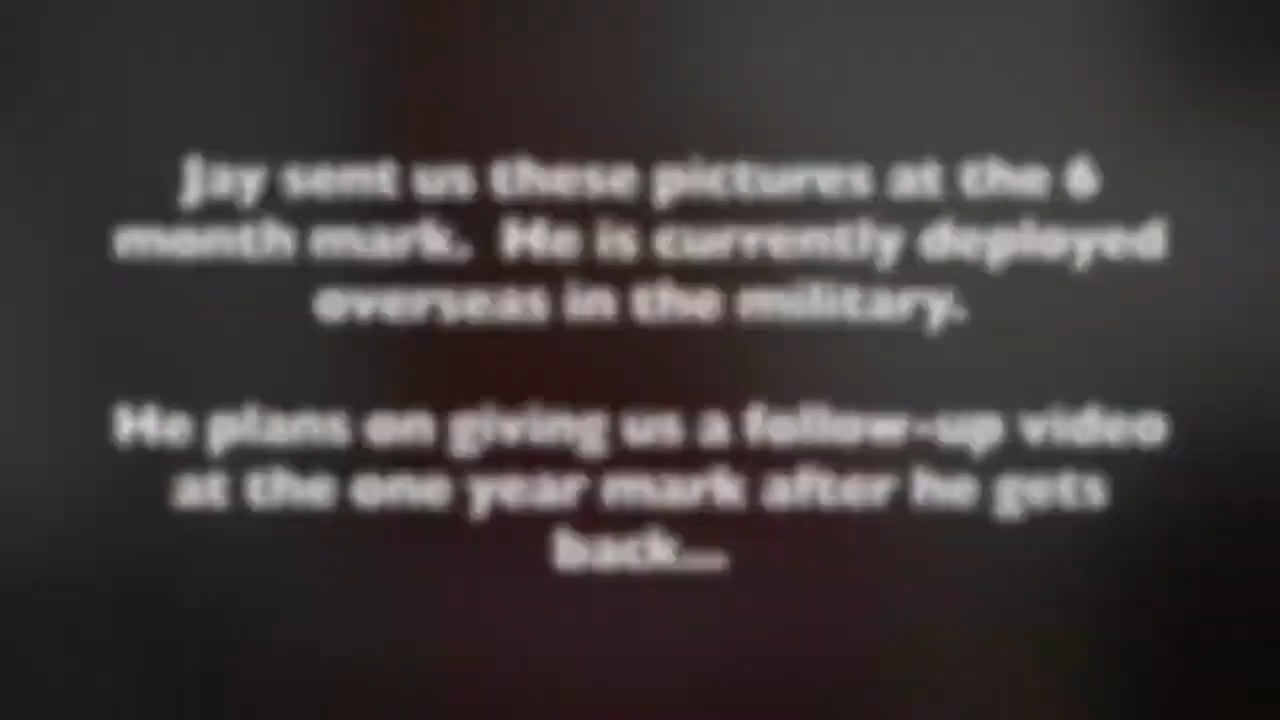 Jay sent us these pictures at the 6
month mark.  He is currently deployed
overseas in the military.
He plans on giving us a follow-up video
at the one year mark after he gets
back...